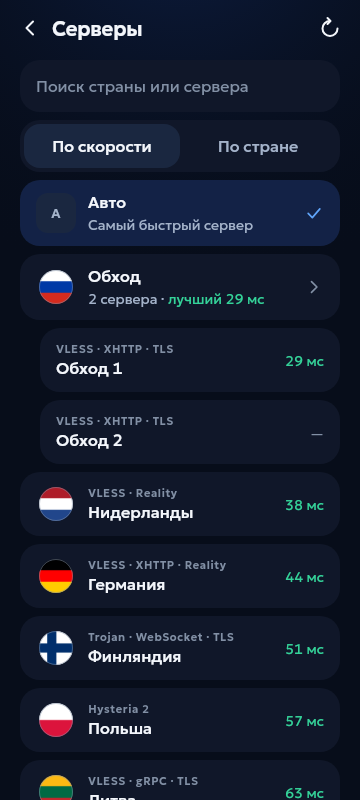 Серверы
Поиск страны или сервера
По скорости
По стране
А
Авто
Самый быстрый сервер
Обход
2 сервера · лучший 29 мс
VLESS · XHTTP · TLS
Обход 1
29 мс
VLESS · XHTTP · TLS
Обход 2
—
VLESS · Reality
Нидерланды
38 мс
VLESS · XHTTP · Reality
Германия
44 мс
Trojan · WebSocket · TLS
Финляндия
51 мс
Hysteria 2
Польша
57 мс
VLESS · gRPC · TLS
Литва
63 мс